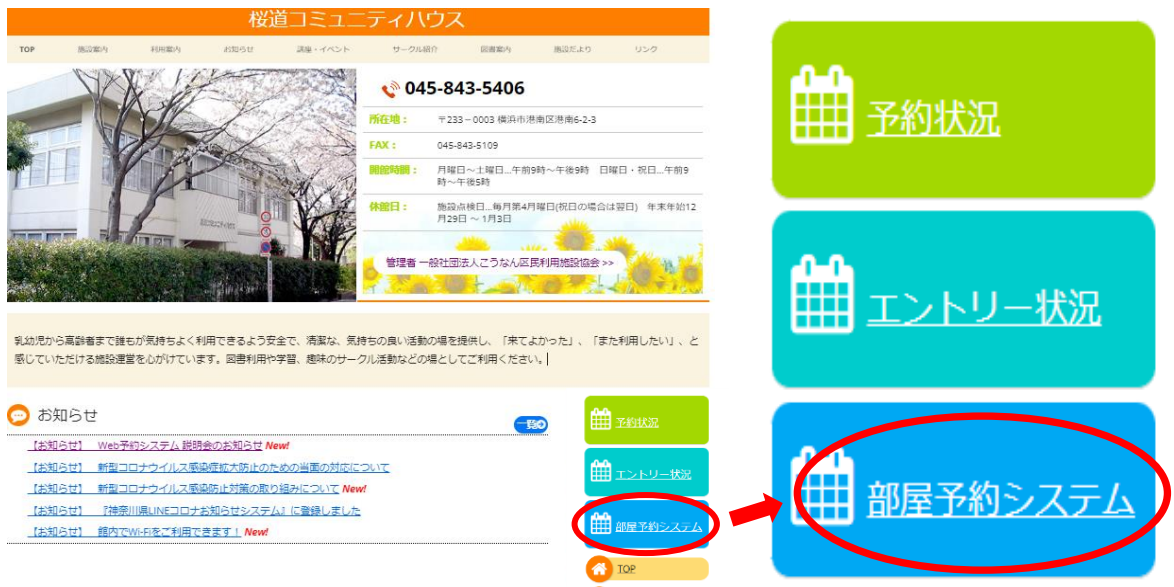 桜道コミュニティハウス
TOP 施設案内 利用案内 お知らせ 講座・イベント サークル紹介 図書案内 施設だより リンク
045-843-5406
所在地： 〒233－0003 横浜市港南区港南6-2-3
FAX： 045-843-5109
開館時間： 月曜日～土曜日...午前9時～午後9時 日曜日・祝日...午前9
時～午後5時
休館日： 施設点検日...毎月第4月曜日(祝日の場合は翌日) 年末年始12
月29日 ～ 1月3日
管理者 一般社団法人こうなん区民利用施設協会 >>
乳幼児から高齢者まで誰もが気持ちよく利用できるよう安全で、清潔な、気持ちの良い活動の場を提供し、「来てよかった」、「また利用したい」、と
感じていただける施設運営を心がけています。図書利用や学習、趣味のサークル活動などの場としてご利用ください。
お知らせ
一覧
【お知らせ】 Web予約システム 説明会のお知らせ New!
【お知らせ】 新型コロナウイルス感染症拡大防止のための当面の対応について
【お知らせ】 新型コロナウイルス感染防止対策の取り組みについて New!
【お知らせ】 『神奈川県LINEコロナお知らせシステム』に登録しました
【お知らせ】 館内でWi-Fiをご利用できます！ New!
予約状況
エントリー状況
部屋予約システム
TOP
予約状況
エントリー状況
部屋予約システム